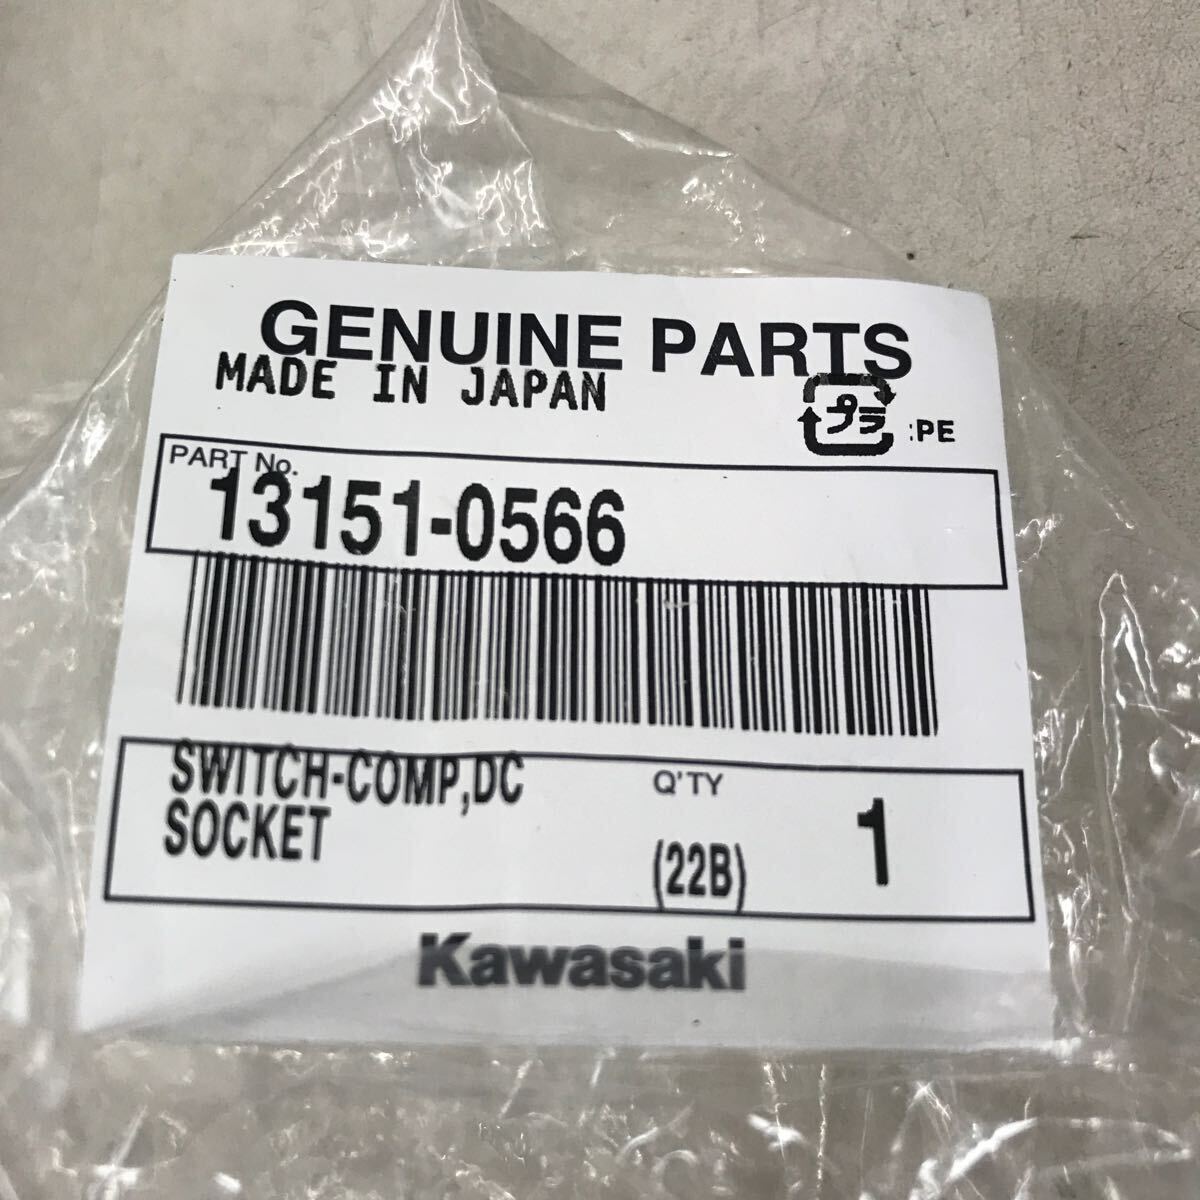 GENUINE PARTS
MADE IN JAPAN
プラ :PE
PART No.
13151-0566
SWITCH-COMP,DC
SOCKET
Q'TY
(22B)
1
Kawasaki